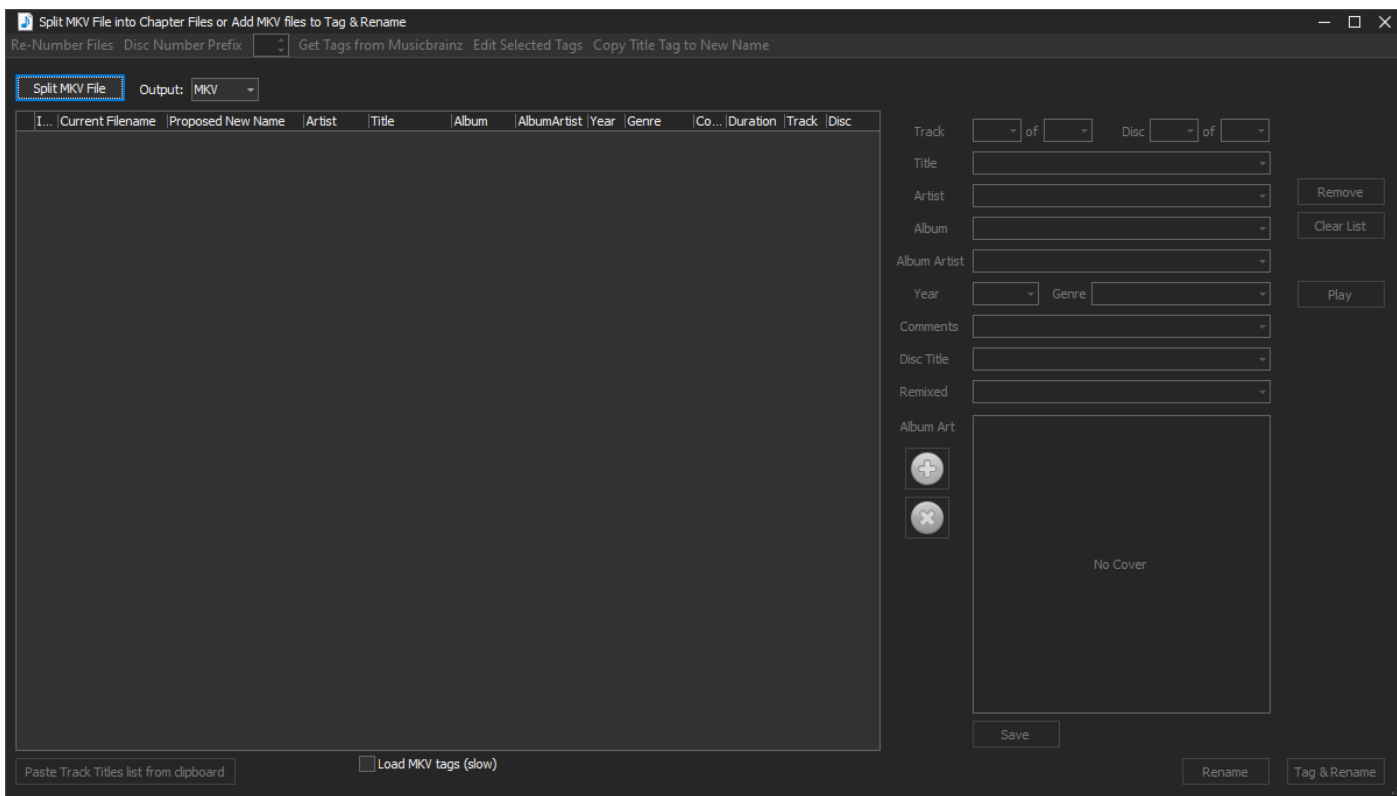 Split MKV File into Chapter Files or Add MKV files to Tag & Rename
Re-Number Files Disc Number Prefix Get Tags from Musicbrainz Edit Selected Tags Copy Title Tag to New Name
Split MKV File Output: MKV
I... Current Filename Proposed New Name Artist Title Album AlbumArtist Year Genre Co... Duration Track Disc
Track of Disc of
Title
Artist
Remove
Album
Clear List
Album Artist
Year Genre
Play
Comments
Disc Title
Remixed
Album Art
No Cover
Save
Paste Track Titles list from clipboard
Load MKV tags (slow)
Rename Tag & Rename